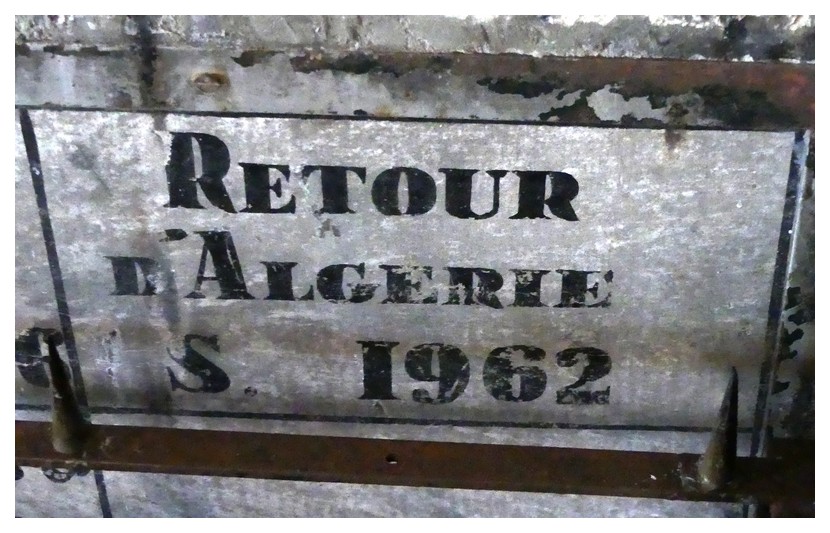 RETOUR
D'ALGERIE
S. 1962